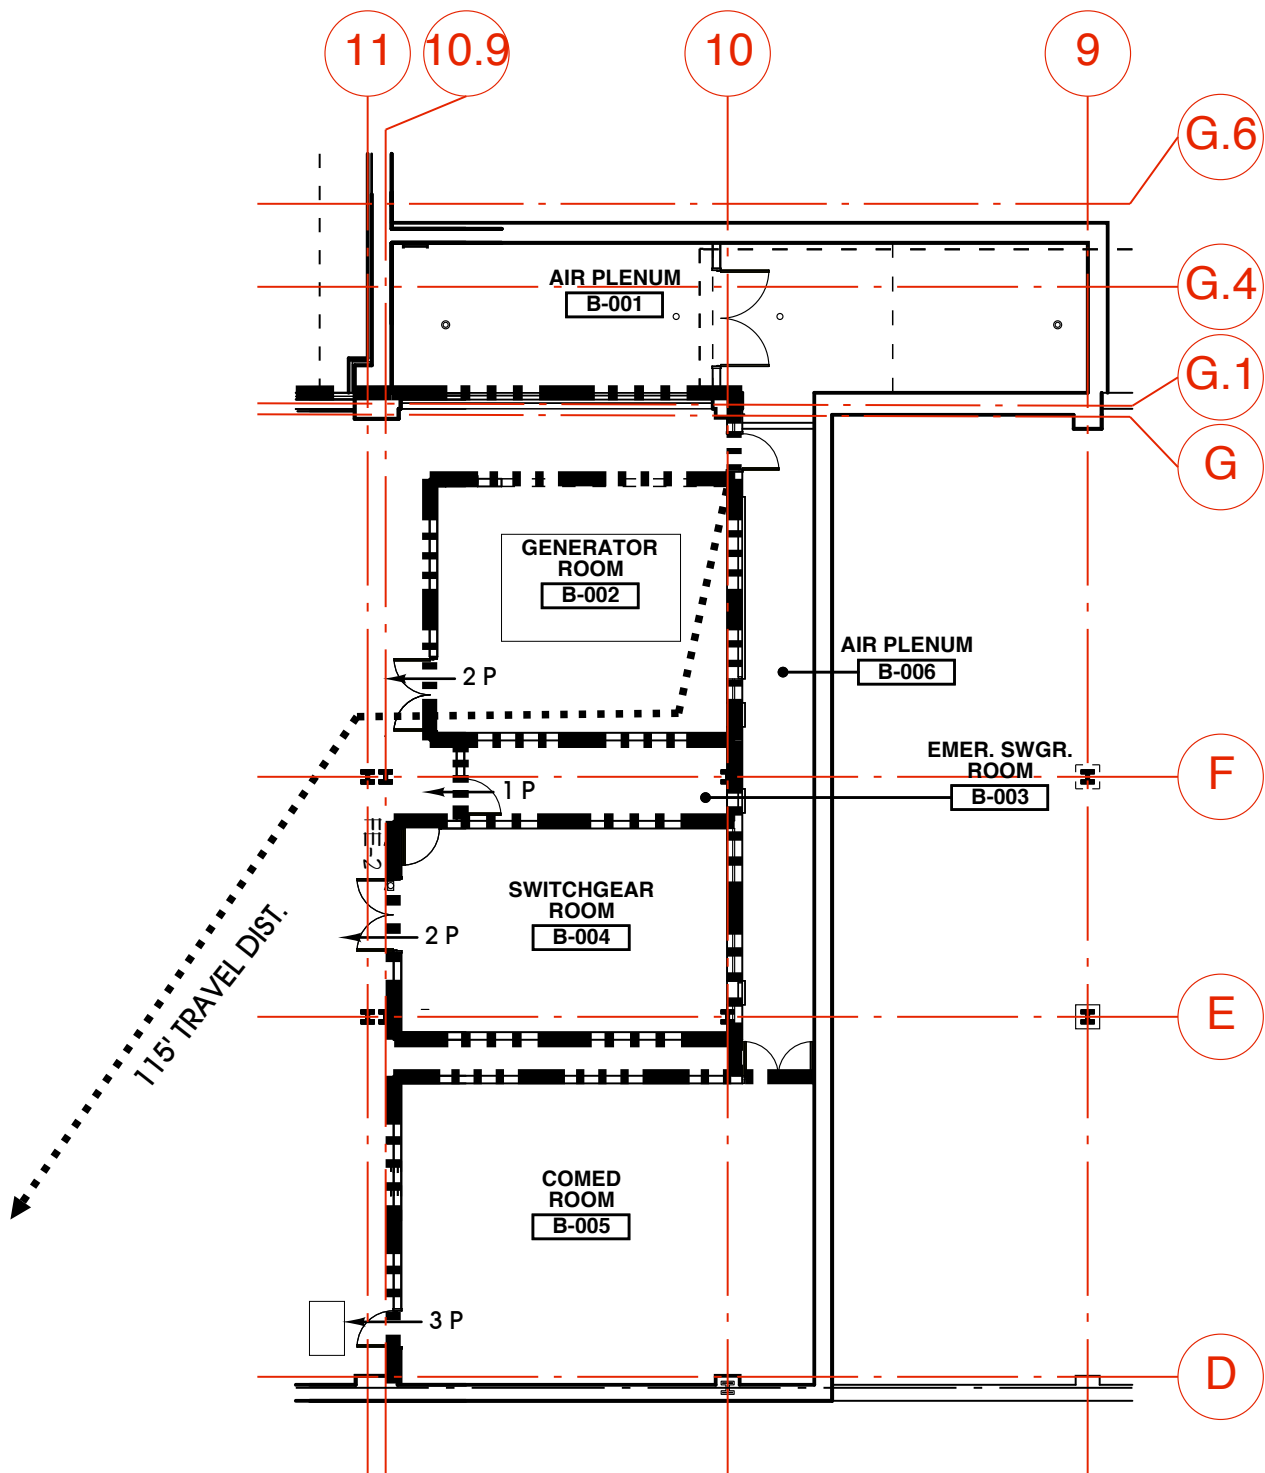 11
10.9
10
9
G.6
G.4
G.1
G
AIR PLENUM
B-001
GENERATOR
ROOM
B-002
2 P
AIR PLENUM
B-006
EMER. SWGR.
ROOM
B-003
F
1 P
SWITCHGEAR
ROOM
B-004
2 P
115' TRAVEL DIST.
E
COMED
ROOM
B-005
3 P
D